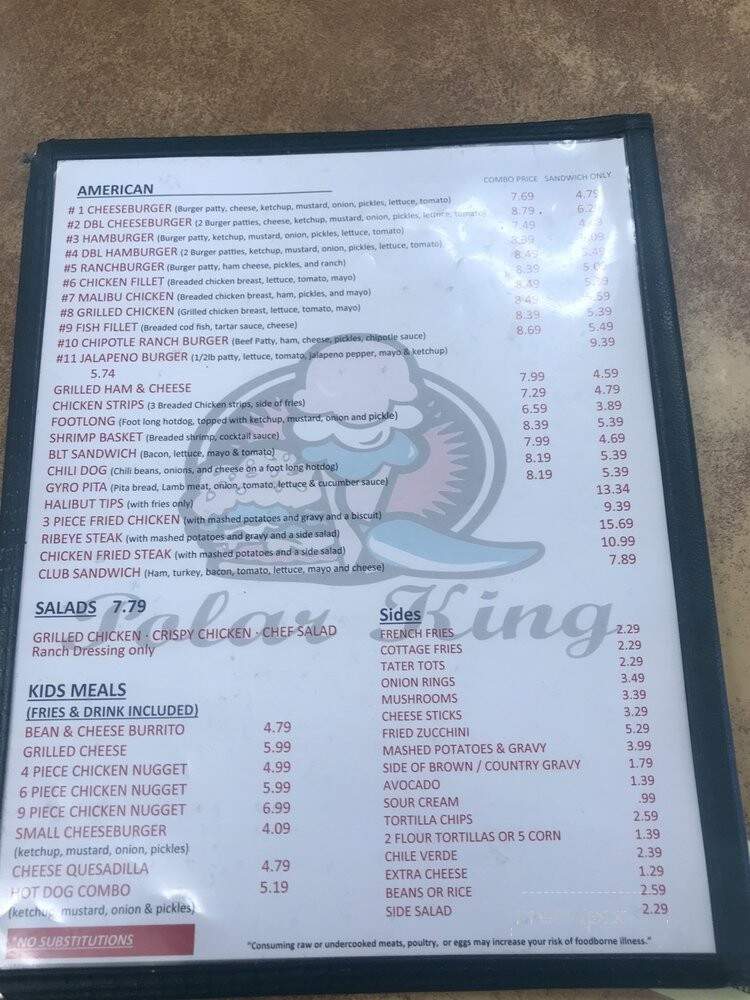 COMBO PRICE SANDWICH ONLY
AMERICAN
# 1 CHEESEBURGER (Burger patty, cheese, ketchup, mustard, onion, pickles, lettuce, tomato) 7.69 4.79
#2 DBL CHEESEBURGER (2 Burger patties, cheese, ketchup, mustard, onion, pickles, lettuce, tomato) 8.79
#3 HAMBURGER (Burger patty, ketchup, mustard, onion, pickles, lettuce, tomato) 7.49
#4 DBL HAMBURGER (2 Burger patties, ketchup, mustard, onion, pickles, lettuce, tomato)
#5 RANCHBURGER (Burger patty, ham cheese, pickles, and ranch) 8.49
#6 CHICKEN FILLET (Breaded chicken breast, lettuce, tomato, mayo) 8.39
#7 MALIBU CHICKEN (Breaded chicken breast, ham, pickles, and mayo) 8.49
#8 GRILLED CHICKEN (Grilled chicken breast, lettuce, tomato, mayo) 8.49
#9 FISH FILLET (Breaded cod fish, tartar sauce, cheese) 8.39 5.39
#10 CHIPOTLE RANCH BURGER (Beef Patty, ham, cheese, pickles, chipotle sauce) 8.69 5.49
#11 JALAPENO BURGER (1/2lb patty, lettuce, tomato, jalapeno pepper, mayo & ketchup) 9.39
5.74
GRILLED HAM & CHEESE 7.99 4.59
CHICKEN STRIPS (3 Breaded Chicken strips, side of fries) 7.29 4.79
FOOTLONG (Foot long hotdog, topped with ketchup, mustard, onion and pickle) 6.59 3.89
SHRIMP BASKET (Breaded shrimp, cocktail sauce) 8.39 5.39
BLT SANDWICH (Bacon, lettuce, mayo & tomato) 7.99 4.69
CHILI DOG (Chili beans, onions, and cheese on a foot long hotdog) 8.19 5.39
GYRO PITA (Pita bread, Lamb meat, onion, tomato, lettuce & cucumber sauce) 8.19 5.39
HALIBUT TIPS (with fries only) 13.34
3 PIECE FRIED CHICKEN (with mashed potatoes and gravy and a biscuit) 9.39
RIBEYE STEAK (with mashed potatoes and gravy and a side salad) 15.69
CHICKEN FRIED STEAK (with mashed potatoes and a side salad) 10.99
CLUB SANDWICH (Ham, turkey, bacon, tomato, lettuce, mayo and cheese) 7.89
Polar King
SALADS 7.79
GRILLED CHICKEN · CRISPY CHICKEN · CHEF SALAD
Ranch Dressing only
KIDS MEALS
(FRIES & DRINK INCLUDED)
BEAN & CHEESE BURRITO 4.79
GRILLED CHEESE 5.99
4 PIECE CHICKEN NUGGET 4.99
6 PIECE CHICKEN NUGGET 5.99
9 PIECE CHICKEN NUGGET 6.99
SMALL CHEESEBURGER 4.09
(ketchup, mustard, onion, pickles)
CHEESE QUESADILLA 4.79
HOT DOG COMBO 5.19
(ketchup, mustard, onion & pickles)
*NO SUBSTITUTIONS
Sides
FRENCH FRIES 2.29
COTTAGE FRIES 2.29
TATER TOTS 2.29
ONION RINGS 3.49
MUSHROOMS 3.39
CHEESE STICKS 3.29
FRIED ZUCCHINI 5.29
MASHED POTATOES & GRAVY 3.99
SIDE OF BROWN / COUNTRY GRAVY 1.79
AVOCADO 1.39
SOUR CREAM .99
TORTILLA CHIPS 2.59
2 FLOUR TORTILLAS OR 5 CORN 1.39
CHILE VERDE 2.39
EXTRA CHEESE 1.29
BEANS OR RICE 2.59
SIDE SALAD 2.29
"Consuming raw or undercooked meats, poultry, or eggs may increase your risk of foodborne illness."